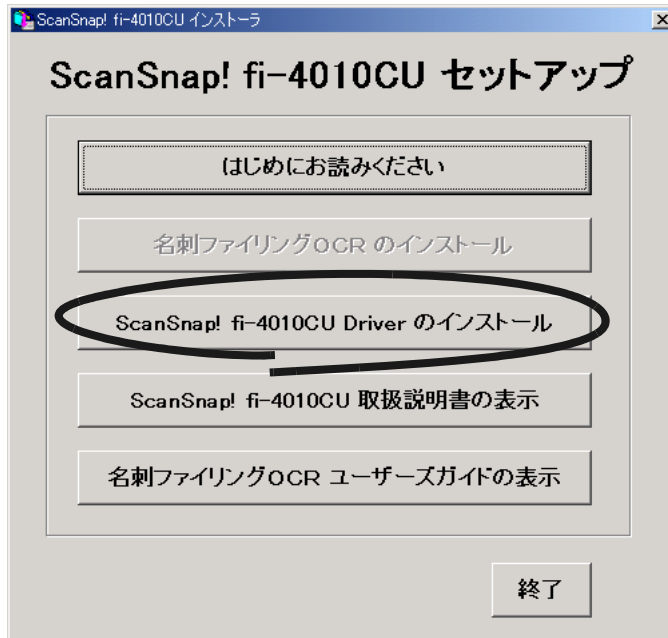 ScanSnap! fi-4010CU インストーラ
ScanSnap! fi-4010CU セットアップ
はじめにお読みください
名刺ファイリングOCR のインストール
ScanSnap! fi-4010CU Driver のインストール
ScanSnap! fi-4010CU 取扱説明書の表示
名刺ファイリングOCR ユーザーズガイドの表示
終了